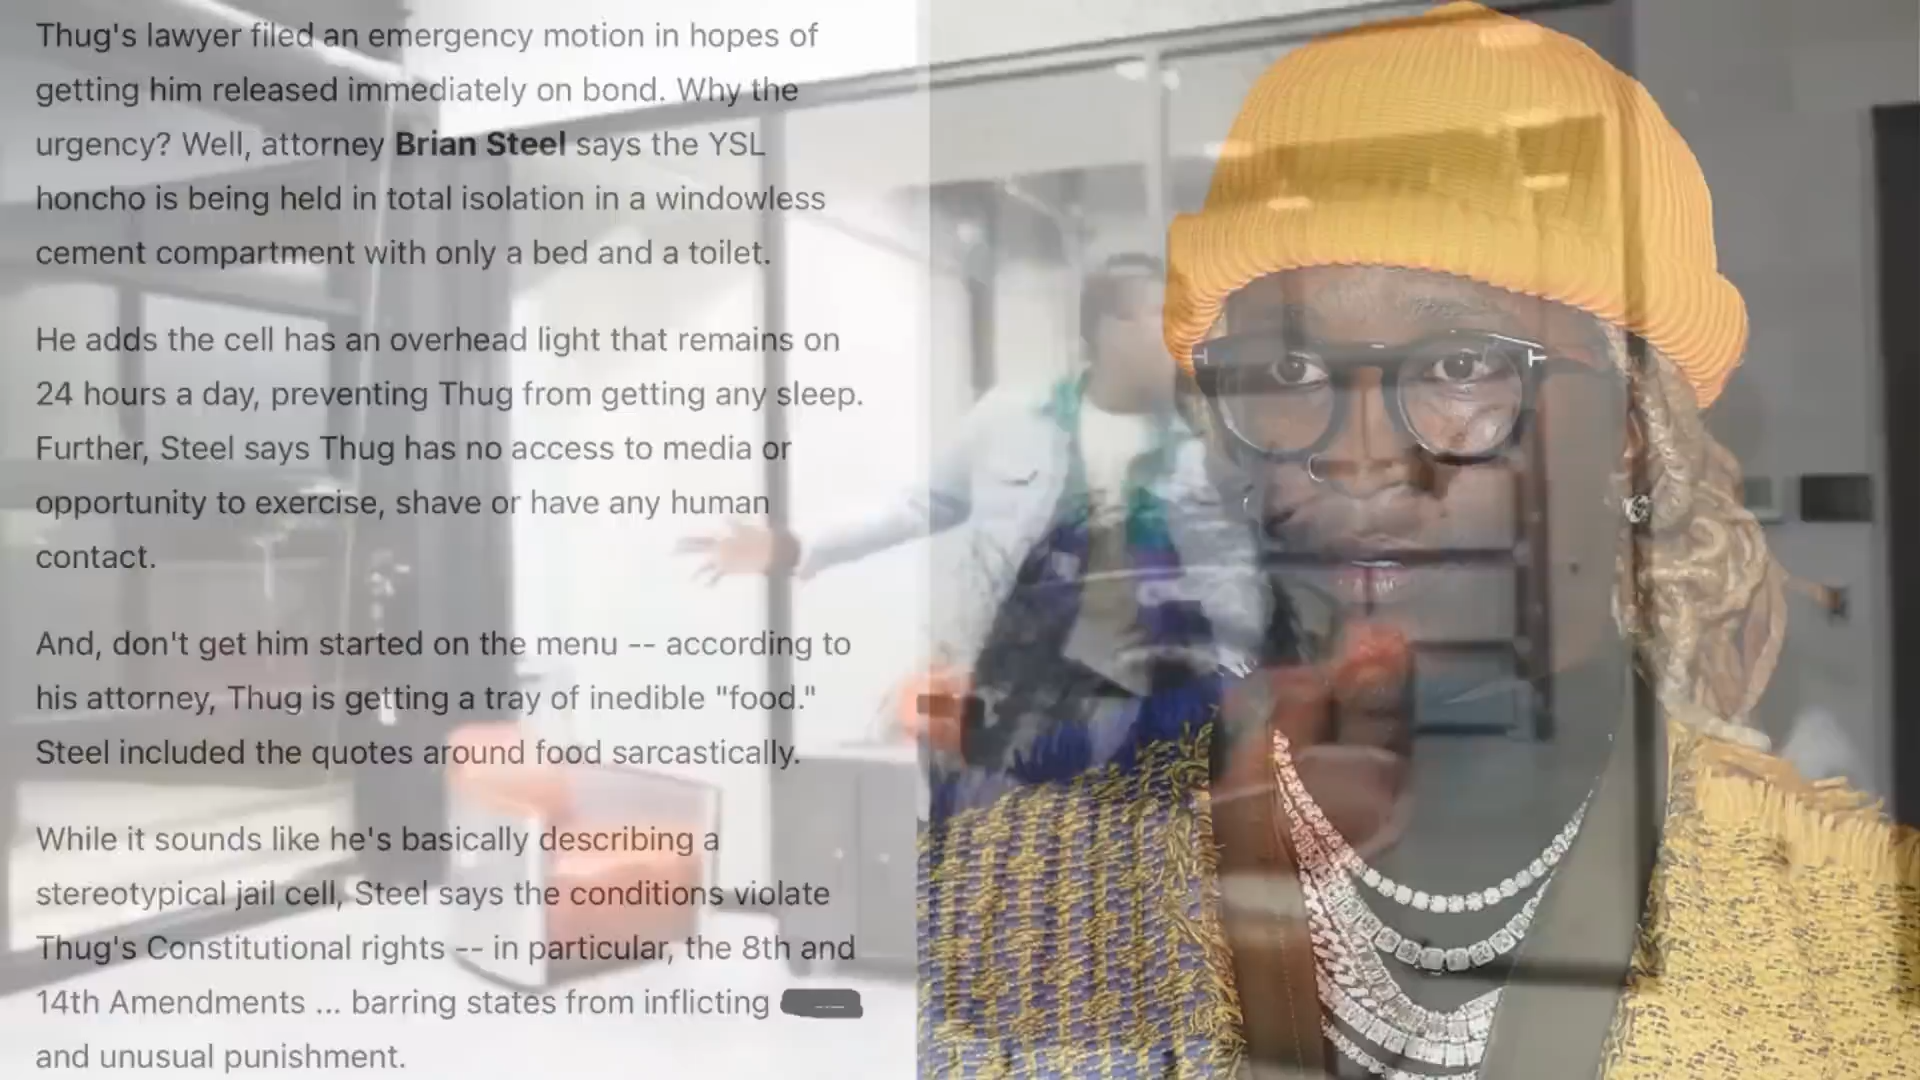 Thug's lawyer filed an emergency motion in hopes of
getting him released immediately on bond. Why the
urgency? Well, attorney Brian Steel says the YSL
honcho is being held in total isolation in a windowless
cement compartment with only a bed and a toilet.
He adds the cell has an overhead light that remains on
24 hours a day, preventing Thug from getting any sleep.
Further, Steel says Thug has no access to media or
opportunity to exercise, shave or have any human
contact.
And, don't get him started on the menu -- according to
his attorney, Thug is getting a tray of inedible "food."
Steel included the quotes around food sarcastically.
While it sounds like he's basically describing a
stereotypical jail cell, Steel says the conditions violate
Thug's Constitutional rights -- in particular, the 8th and
14th Amendments ... barring states from inflicting
and unusual punishment.